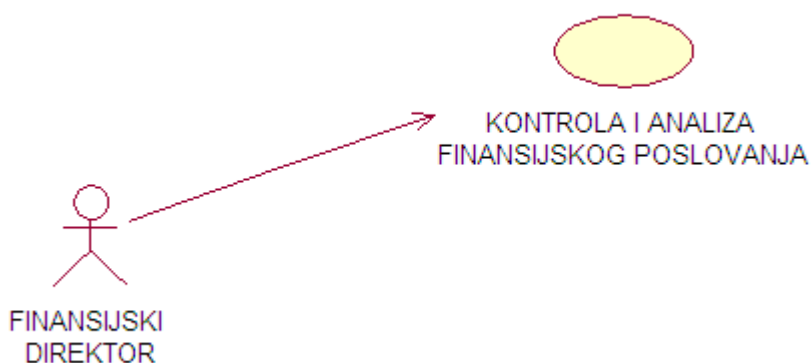 KONTROLA I ANALIZA
FINANSIJSKOG POSLOVANJA
FINANSIJSKI
DIREKTOR